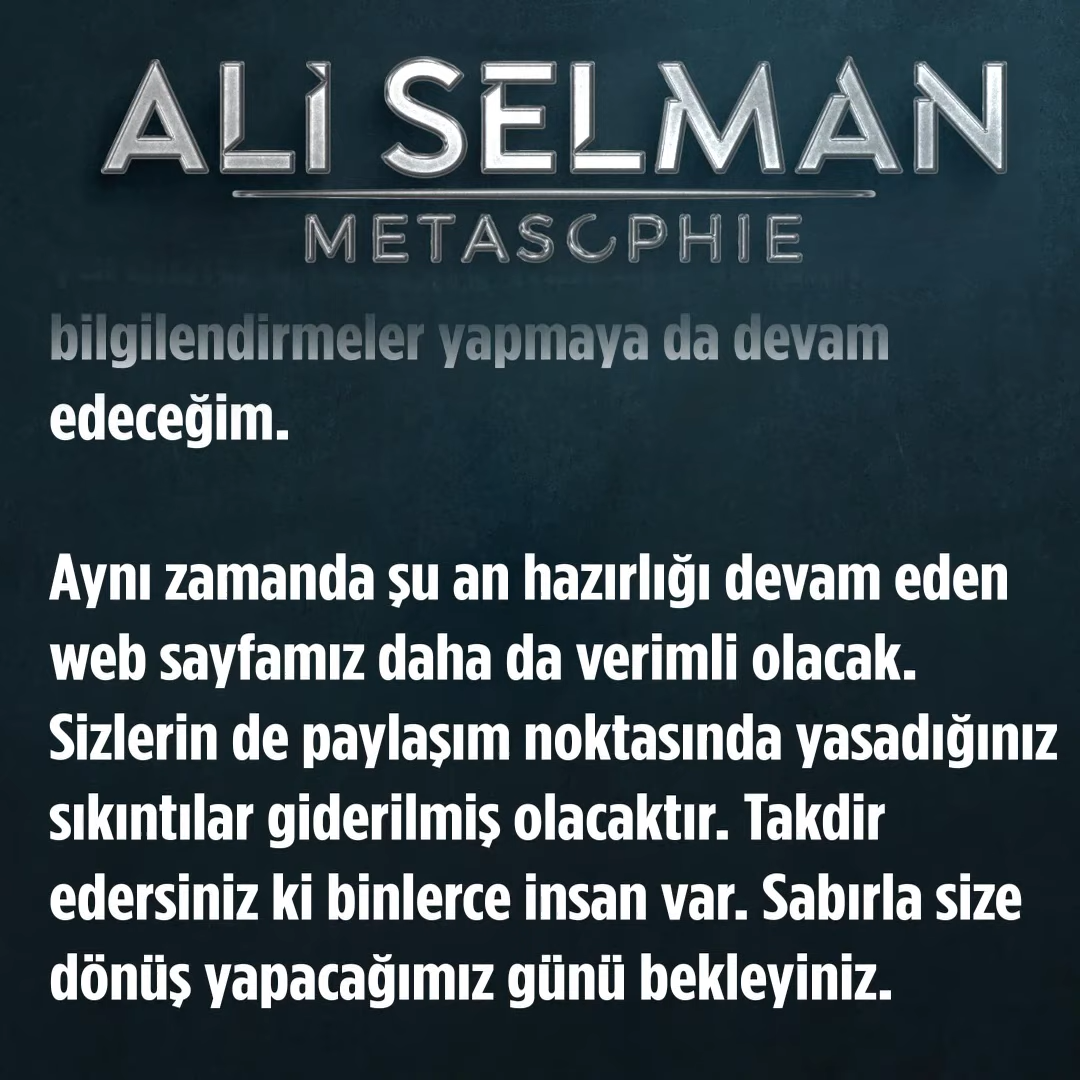 ALİ SELMAN
METASOPHIE
bilgilendirmeler yapmaya da devam
edeceğim.
Aynı zamanda şu an hazırlığı devam eden
web sayfamız daha da verimli olacak.
Sizlerin de paylaşım noktasında yasadığınız
sıkıntılar giderilmiş olacaktır. Takdir
edersiniz ki binlerce insan var. Sabırla size
dönüş yapacağımız günü bekleyiniz.